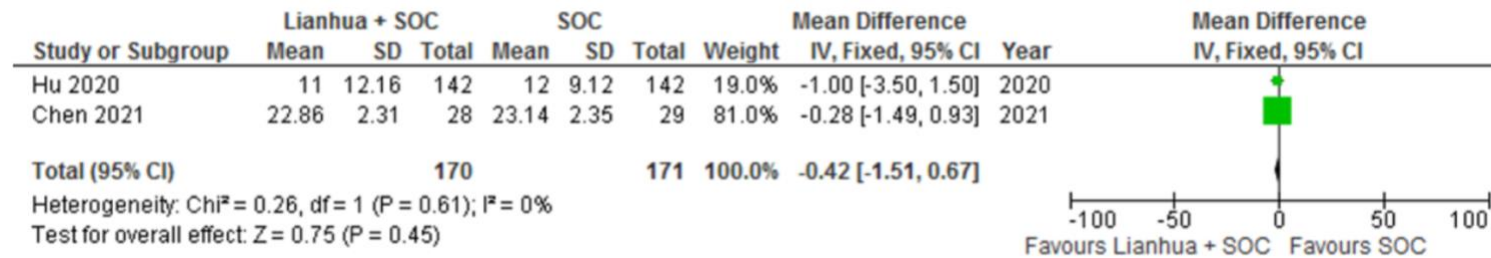 Lianhua + SOC SOC Mean Difference Mean Difference
Study or Subgroup Mean SD Total Mean SD Total Weight IV, Fixed, 95% CI Year IV, Fixed, 95% CI
Hu 2020 11 12.16 142 12 9.12 142 19.0% -1.00 [-3.50, 1.50] 2020
Chen 2021 22.86 2.31 28 23.14 2.35 29 81.0% -0.28 [-1.49, 0.93] 2021
Total (95% CI) 170 171 100.0% -0.42 [-1.51, 0.67]
Heterogeneity: Chi² = 0.26, df = 1 (P = 0.61); I² = 0%
Test for overall effect: Z = 0.75 (P = 0.45)
-100 -50 0 50 100
Favours Lianhua + SOC Favours SOC